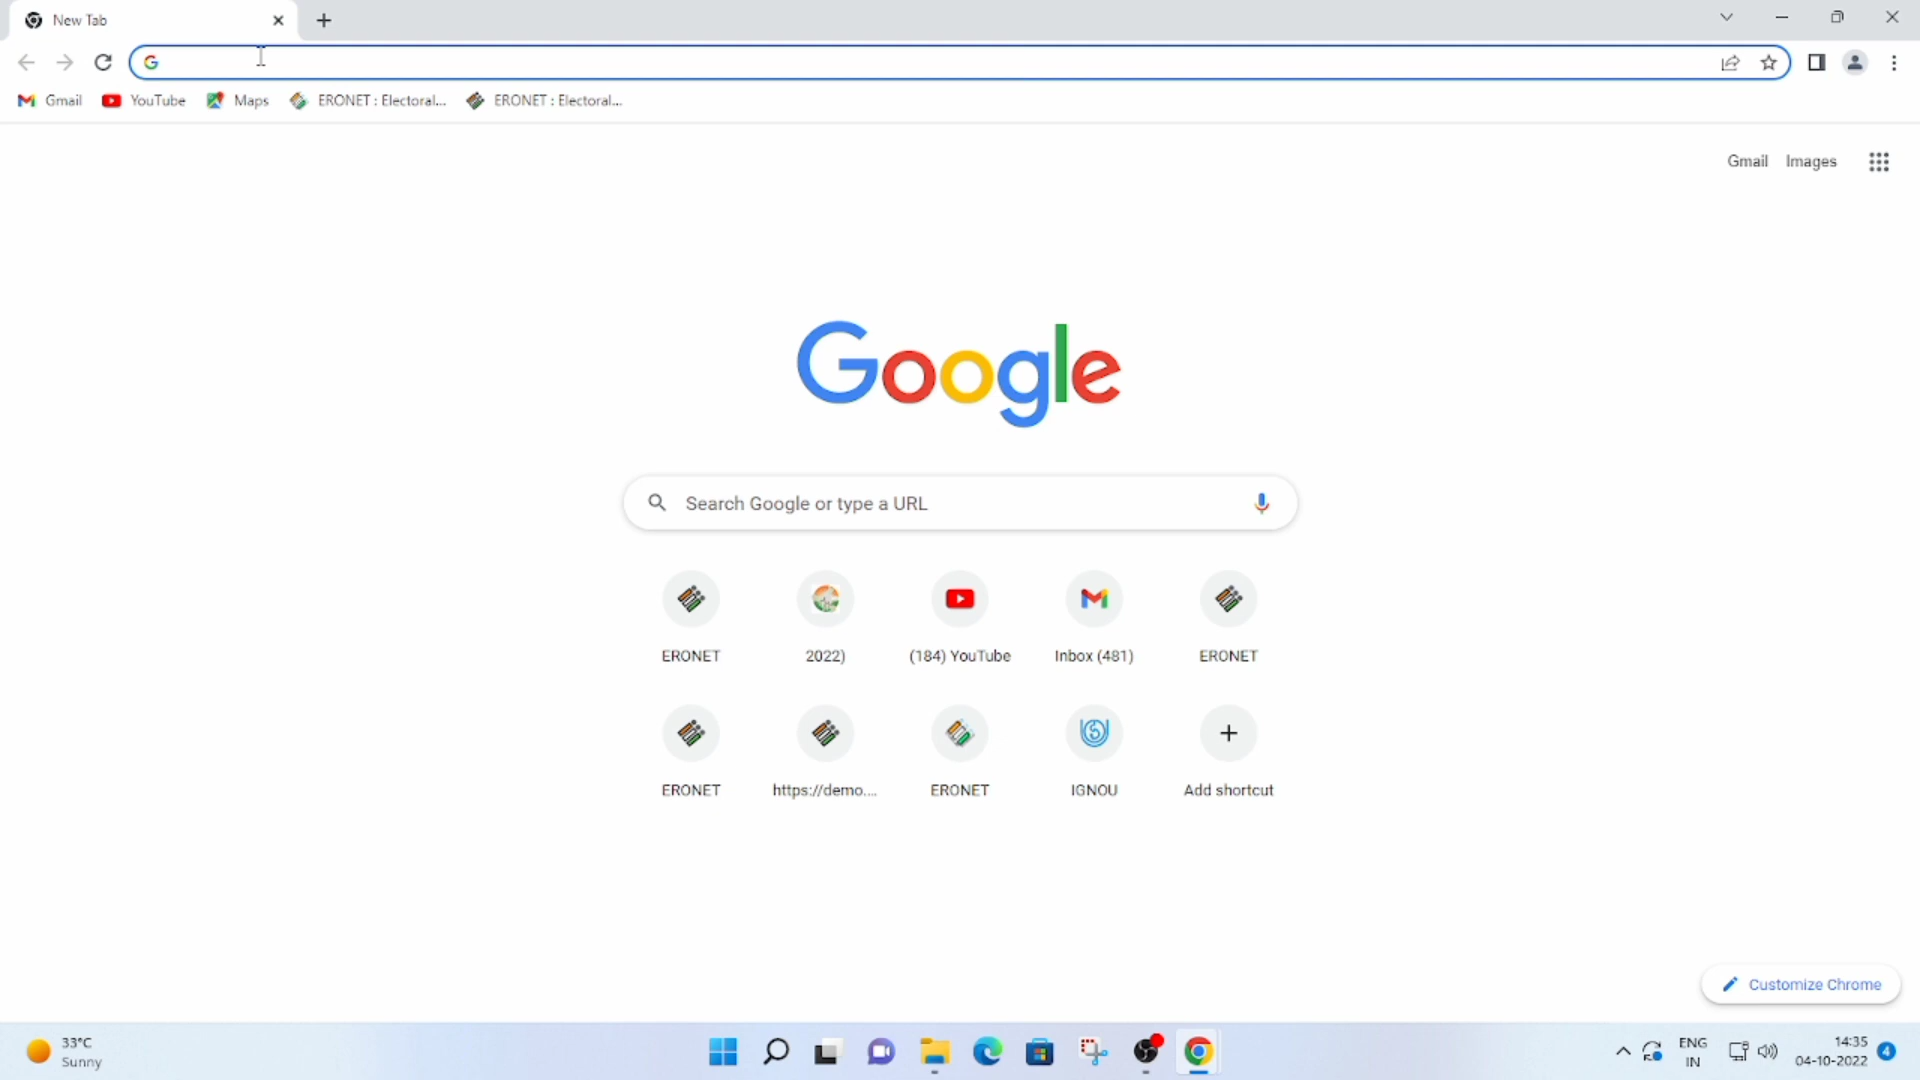 New Tab
Gmail YouTube Maps ERONET : Electoral... ERONET : Electoral...
Gmail Images
Google
Search Google or type a URL
ERONET 2022) (184) YouTube Inbox (481) ERONET
ERONET https://demo.... ERONET IGNOU Add shortcut
Customize Chrome
33°C
Sunny
ENG
IN
14:35
04-10-2022
4